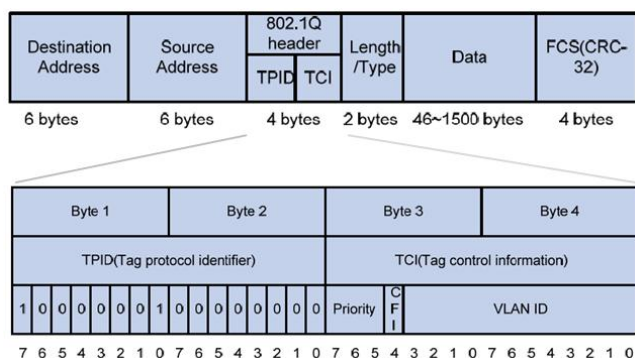 Destination Address
Source Address
802.1Q header
TPID TCI
Length /Type
Data
FCS(CRC-32)
6 bytes 6 bytes 4 bytes 2 bytes 46~1500 bytes 4 bytes
Byte 1 Byte 2 Byte 3 Byte 4
TPID(Tag protocol identifier) TCI(Tag control information)
1 0 0 0 0 0 0 1 0 0 0 0 0 0 0 0 Priority CFI VLAN ID
7 6 5 4 3 2 1 0 7 6 5 4 3 2 1 0 7 6 5 4 3 2 1 0 7 6 5 4 3 2 1 0